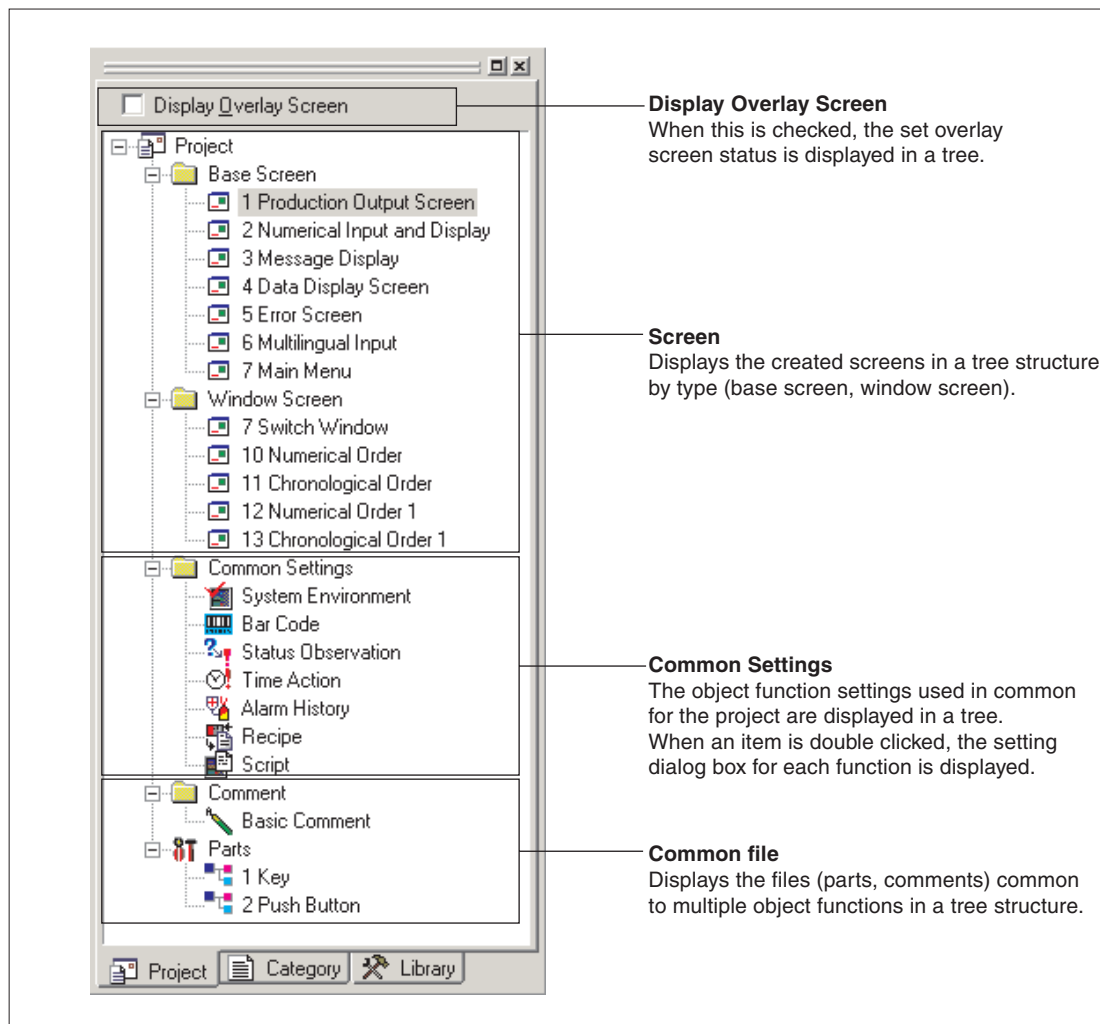 Display Overlay Screen
Project
Base Screen
1 Production Output Screen
2 Numerical Input and Display
3 Message Display
4 Data Display Screen
5 Error Screen
6 Multilingual Input
7 Main Menu
Window Screen
7 Switch Window
10 Numerical Order
11 Chronological Order
12 Numerical Order 1
13 Chronological Order 1
Common Settings
System Environment
Bar Code
Status Observation
Time Action
Alarm History
Recipe
Script
Comment
Basic Comment
Parts
1 Key
2 Push Button
Project
Category
Library
Display Overlay Screen
When this is checked, the set overlay
screen status is displayed in a tree.
Screen
Displays the created screens in a tree structure
by type (base screen, window screen).
Common Settings
The object function settings used in common
for the project are displayed in a tree.
When an item is double clicked, the setting
dialog box for each function is displayed.
Common file
Displays the files (parts, comments) common
to multiple object functions in a tree structure.